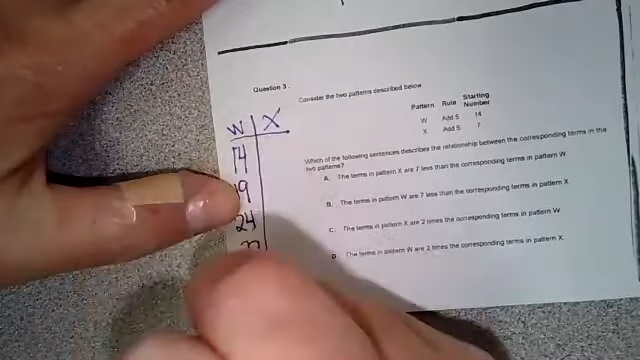 Question 3.
Consider the two patterns described below
Pattern Rule Starting Number
W Add 5 14
X Add 5 7
Which of the following sentences describes the relationship between the corresponding terms in the
two patterns?
A. The terms in pattern X are 7 less than the corresponding terms in pattern W
B. The terms in pattern W are 7 less than the corresponding terms in pattern X
C. The terms in pattern X are 2 times the corresponding terms in pattern W
D. The terms in pattern W are 2 times the corresponding terms in pattern X.
W X
14
9
24